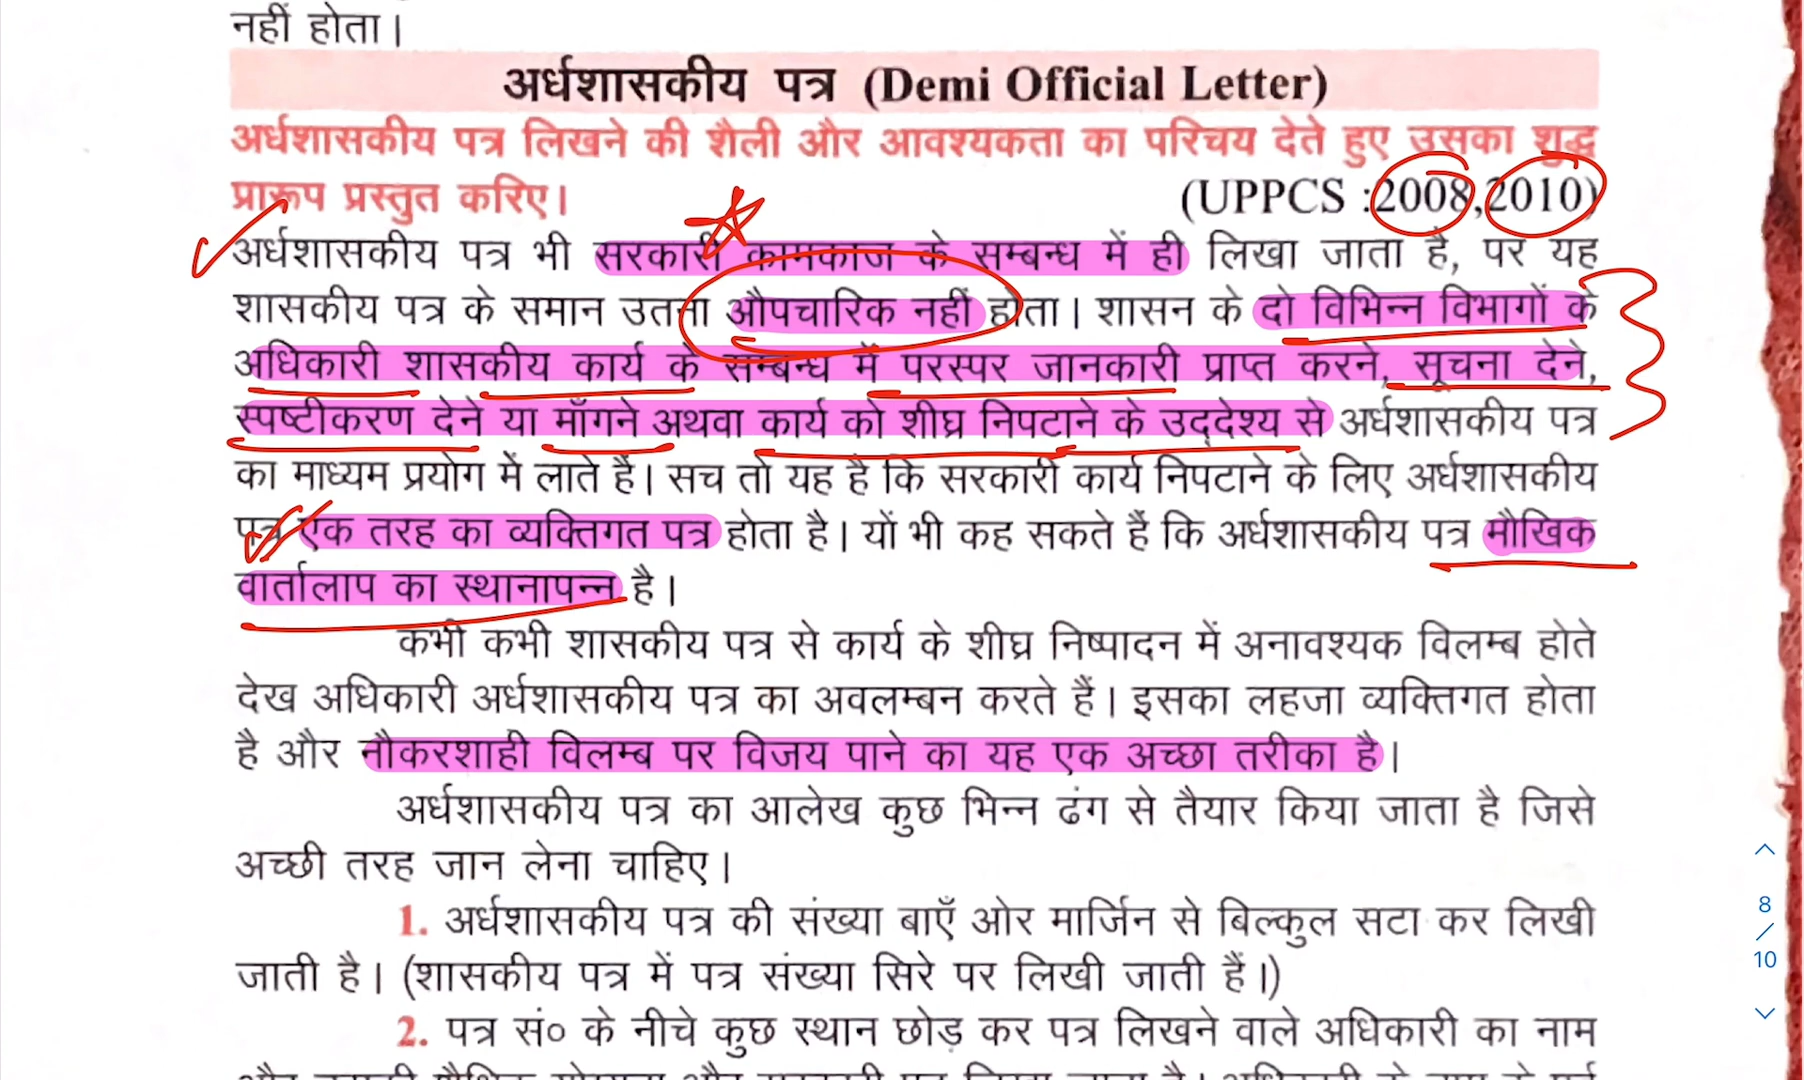 नहीं होता।
अर्धशासकीय पत्र (Demi Official Letter)
अर्धशासकीय पत्र लिखने की शैली और आवश्यकता का परिचय देते हुए उसका शुद्ध
प्रारूप प्रस्तुत करिए। (UPPCS :2008,2010)
अर्धशासकीय पत्र भी सरकारी कामकाज के सम्बन्ध में ही लिखा जाता है, पर यह
शासकीय पत्र के समान उतना औपचारिक नहीं होता। शासन के दो विभिन्न विभागों के
अधिकारी शासकीय कार्य के सम्बन्ध में परस्पर जानकारी प्राप्त करने, सूचना देने,
स्पष्टीकरण देने या माँगने अथवा कार्य को शीघ्र निपटाने के उद्देश्य से अर्धशासकीय पत्र
का माध्यम प्रयोग में लाते हैं। सच तो यह है कि सरकारी कार्य निपटाने के लिए अर्धशासकीय
पत्र एक तरह का व्यक्तिगत पत्र होता है। यों भी कह सकते हैं कि अर्धशासकीय पत्र मौखिक
वार्तालाप का स्थानापन्न है।
कभी कभी शासकीय पत्र से कार्य के शीघ्र निष्पादन में अनावश्यक विलम्ब होते
देख अधिकारी अर्धशासकीय पत्र का अवलम्बन करते हैं। इसका लहजा व्यक्तिगत होता
है और नौकरशाही विलम्ब पर विजय पाने का यह एक अच्छा तरीका है।
अर्धशासकीय पत्र का आलेख कुछ भिन्न ढंग से तैयार किया जाता है जिसे
अच्छी तरह जान लेना चाहिए।
1. अर्धशासकीय पत्र की संख्या बाएँ ओर मार्जिन से बिल्कुल सटा कर लिखी
जाती है। (शासकीय पत्र में पत्र संख्या सिरे पर लिखी जाती हैं।)
2. पत्र सं० के नीचे कुछ स्थान छोड़ कर पत्र लिखने वाले अधिकारी का नाम
8
/
10